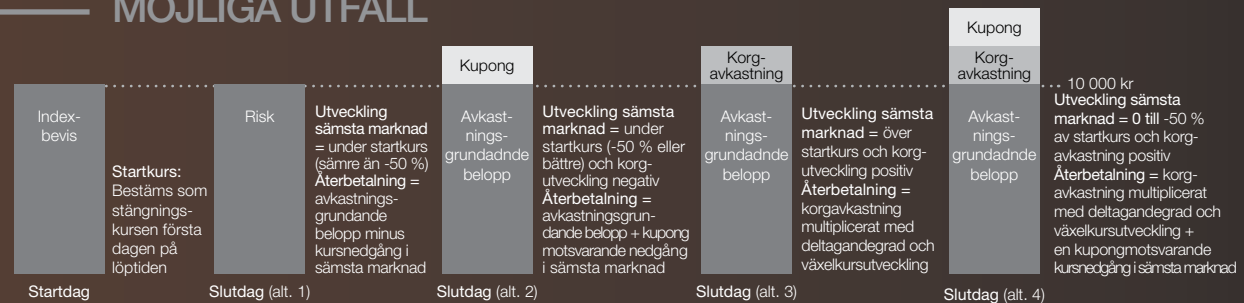 MÖJLIGA UTFALL
Index-
bevis
Startkurs:
Bestäms som
stängnings-
kursen första
dagen på
löptiden
Startdag
Risk
Utveckling
sämsta marknad
= under startkurs
(sämre än -50 %)
Återbetalning =
avkastnings-
grundande
belopp minus
kursnedgång i
sämsta marknad
Slutdag (alt. 1)
Kupong
Avkast-
nings-
grundadnde
belopp
Utveckling sämsta
marknad = under
startkurs (-50 % eller
bättre) och korg-
utveckling negativ
Återbetalning =
avkastningsgrun-
dande belopp + kupong
motsvarande nedgång
i sämsta marknad
Slutdag (alt. 2)
Korg-
avkastning
Avkast-
nings-
grundadnde
belopp
Utveckling sämsta
marknad = över
startkurs och korg-
utveckling positiv
Återbetalning =
korgavkastning
multiplicerat med
deltagandegrad och
växelkursutveckling
Slutdag (alt. 3)
Kupong
Korg-
avkastning
Avkast-
nings-
grundadnde
belopp
10 000 kr
Utveckling sämsta
marknad = 0 till -50 %
av startkurs och korg-
avkastning positiv
Återbetalning = korg-
avkastning multiplicerat
med deltagandegrad och
växelkursutveckling +
en kupongmotsvarande
kursnedgång i sämsta marknad
Slutdag (alt. 4)